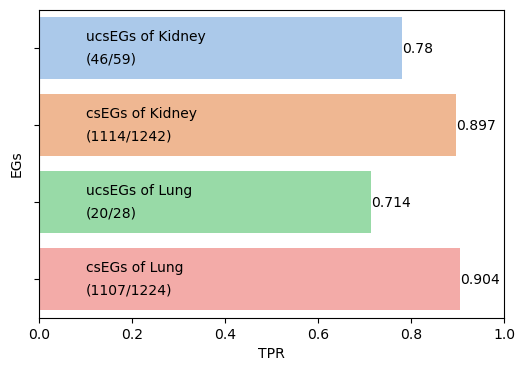 ucsEGs of Kidney
(46/59)
0.78
csEGs of Kidney
(1114/1242)
0.897
EGs
ucsEGs of Lung
(20/28)
0.714
csEGs of Lung
(1107/1224)
0.904
0.0 0.2 0.4 0.6 0.8 1.0
TPR